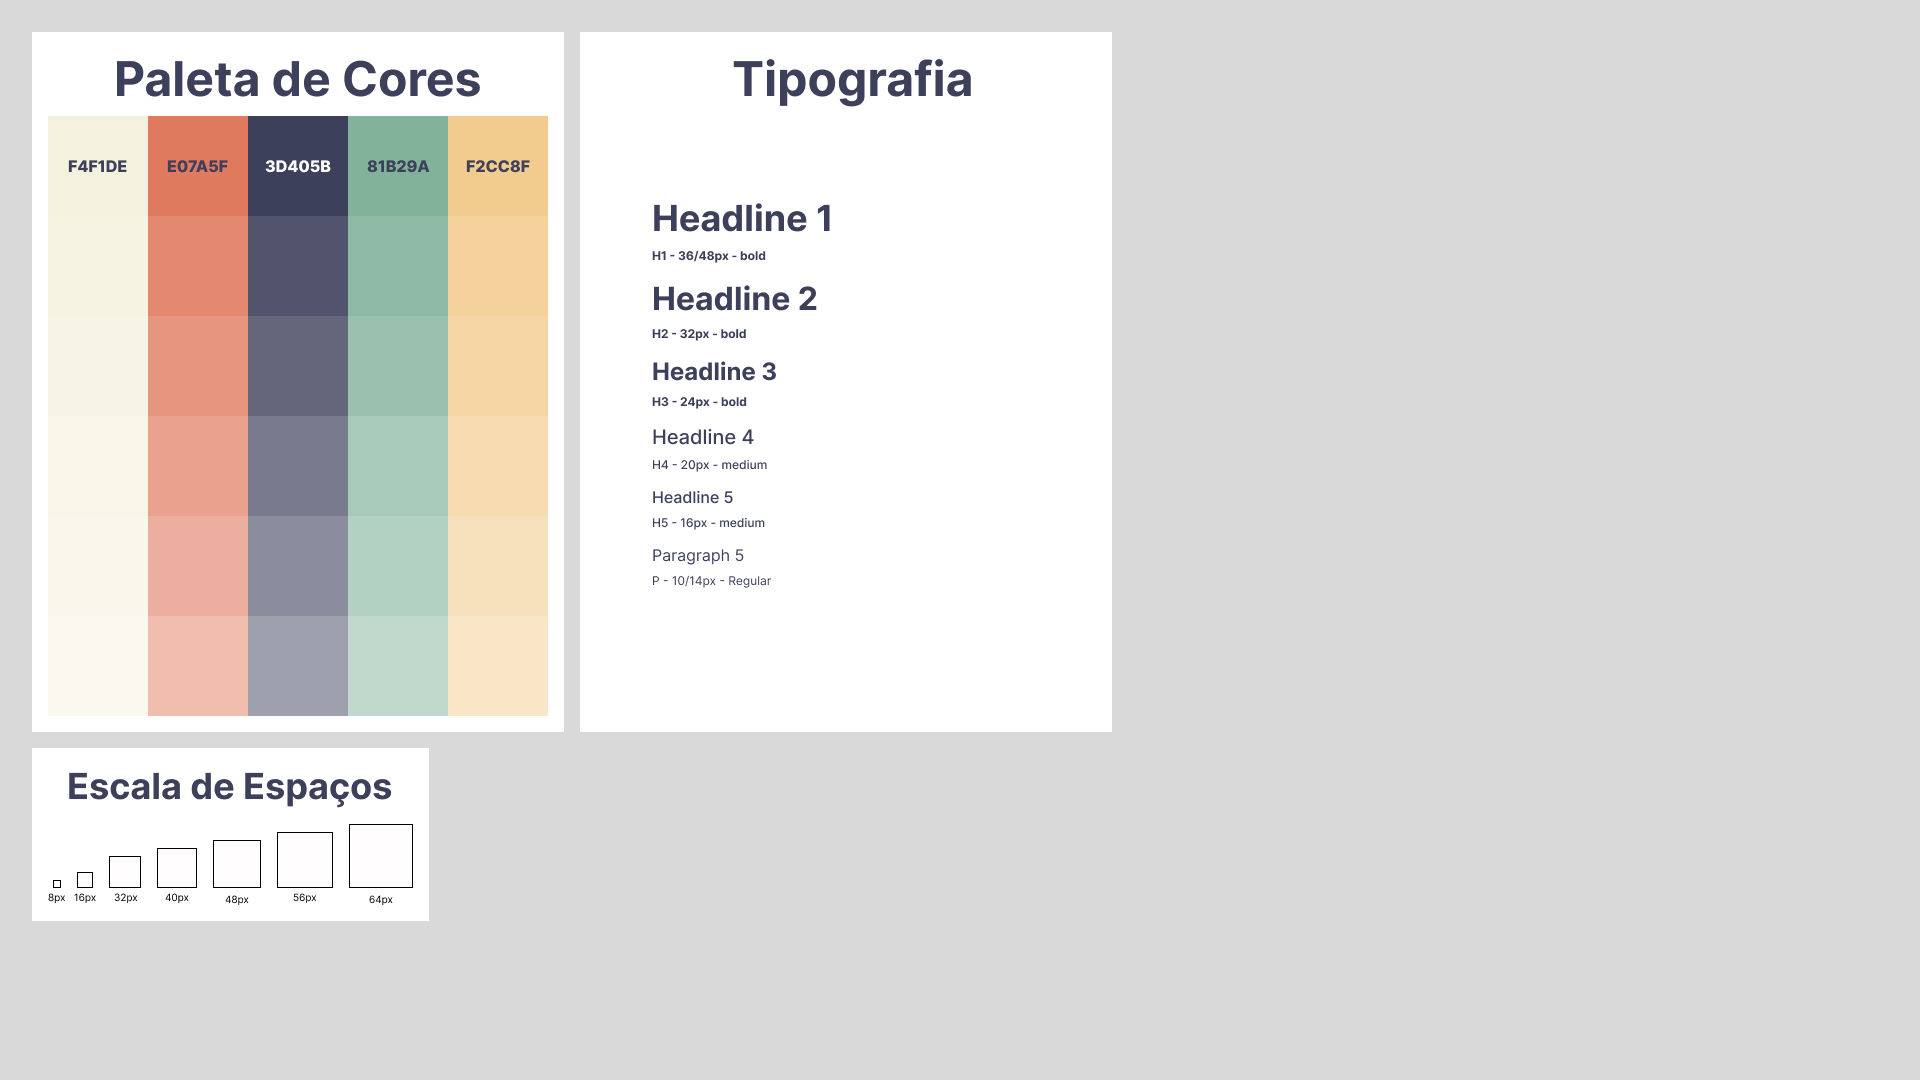 Paleta de Cores
F4F1DE E07A5F 3D405B 81B29A F2CC8F
Tipografia
Headline 1
H1 - 36/48px - bold
Headline 2
H2 - 32px - bold
Headline 3
H3 - 24px - bold
Headline 4
H4 - 20px - medium
Headline 5
H5 - 16px - medium
Paragraph 5
P - 10/14px - Regular
Escala de Espaços
8px 16px 32px 40px 48px 56px 64px